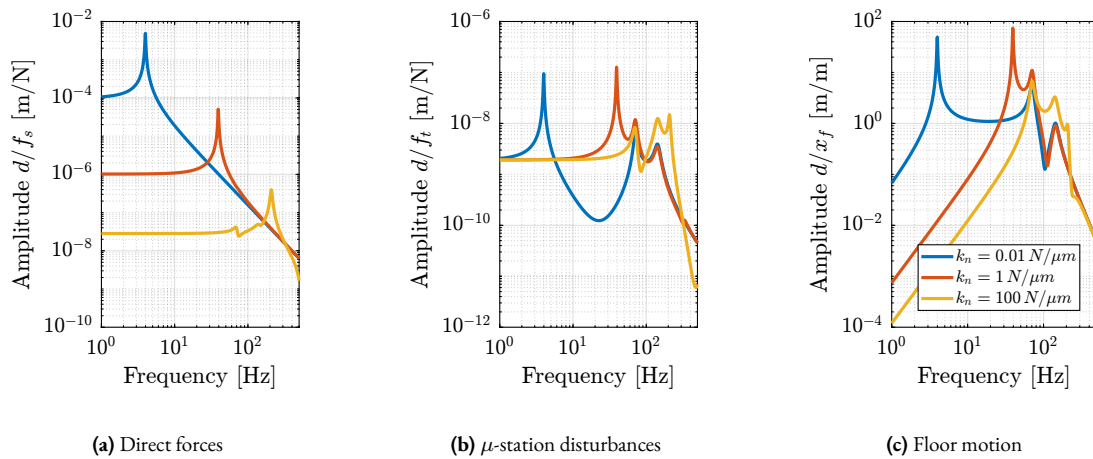 Amplitude d/f_s [m/N]
10^-2
10^-4
10^-6
10^-8
10^-10
10^0 10^1 10^2
Frequency [Hz]
(a) Direct forces
Amplitude d/f_t [m/N]
10^-6
10^-8
10^-10
10^-12
10^0 10^1 10^2
Frequency [Hz]
(b) μ-station disturbances
Amplitude d/x_f [m/m]
10^2
10^0
10^-2
10^-4
k_n = 0.01 N/μm
k_n = 1 N/μm
k_n = 100 N/μm
10^0 10^1 10^2
Frequency [Hz]
(c) Floor motion